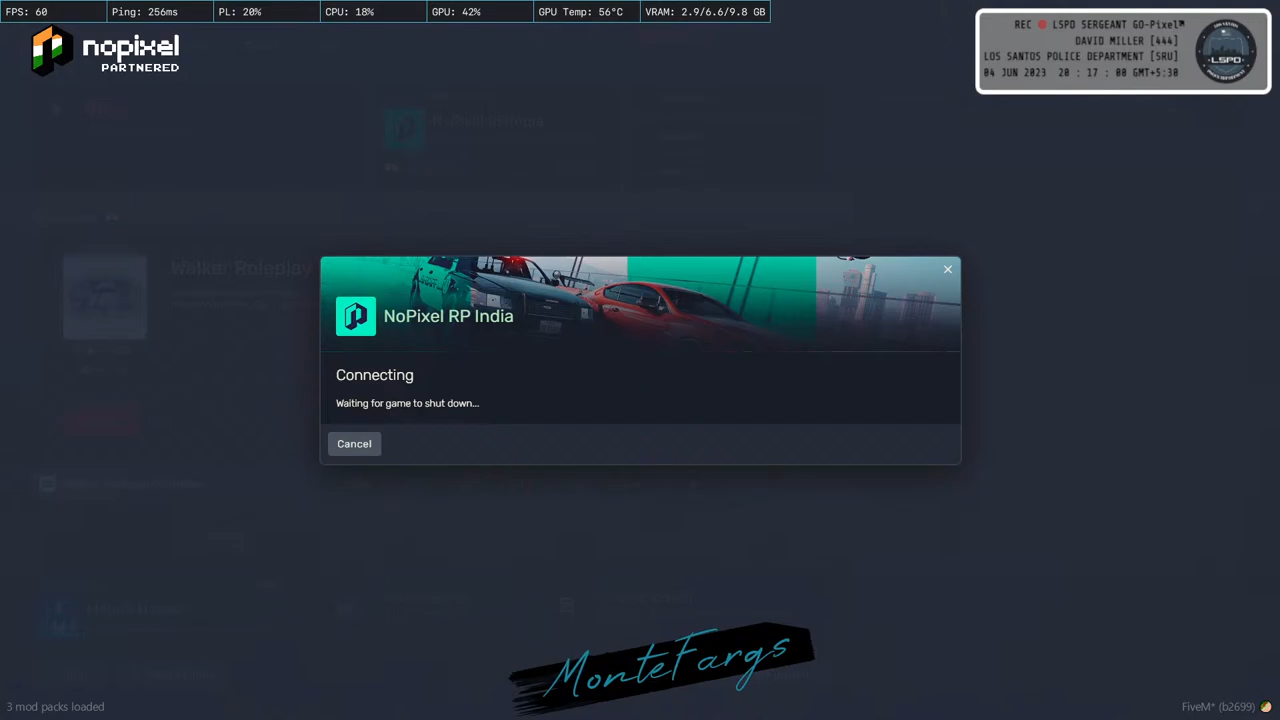 FPS: 60 Ping: 256ms PL: 20% CPU: 18% GPU: 42% GPU Temp: 56°C VRAM: 2.9/6.6/9.8 GB
nopixel
PARTNERED
REC LSPD SERGEANT GO-Pixel
DAVID MILLER [444]
LOS SANTOS POLICE DEPARTMENT [SRU]
04 JUN 2023 20 : 17 : 00 GMT+5:30
LSPD
Walker Roleplay
NoPixel RP India
Connecting
Waiting for game to shut down...
Cancel
MonteFargs
3 mod packs loaded
FiveM* (b2699)